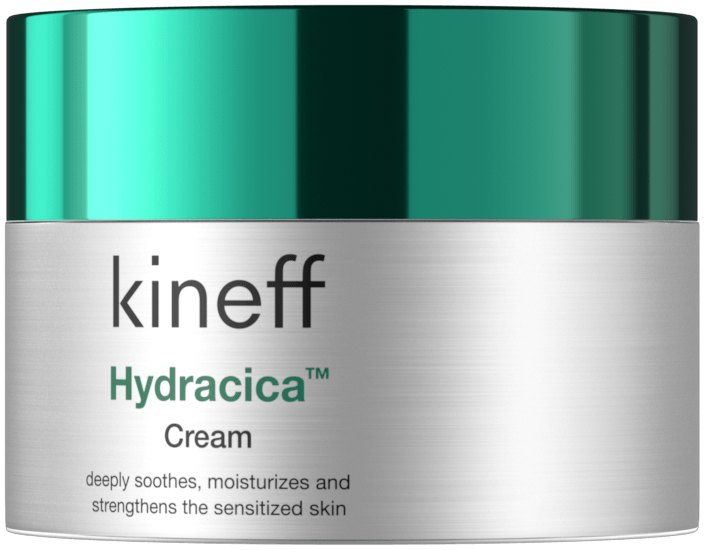 kineff
Hydracica™
Cream
deeply soothes, moisturizes and
strengthens the sensitized skin